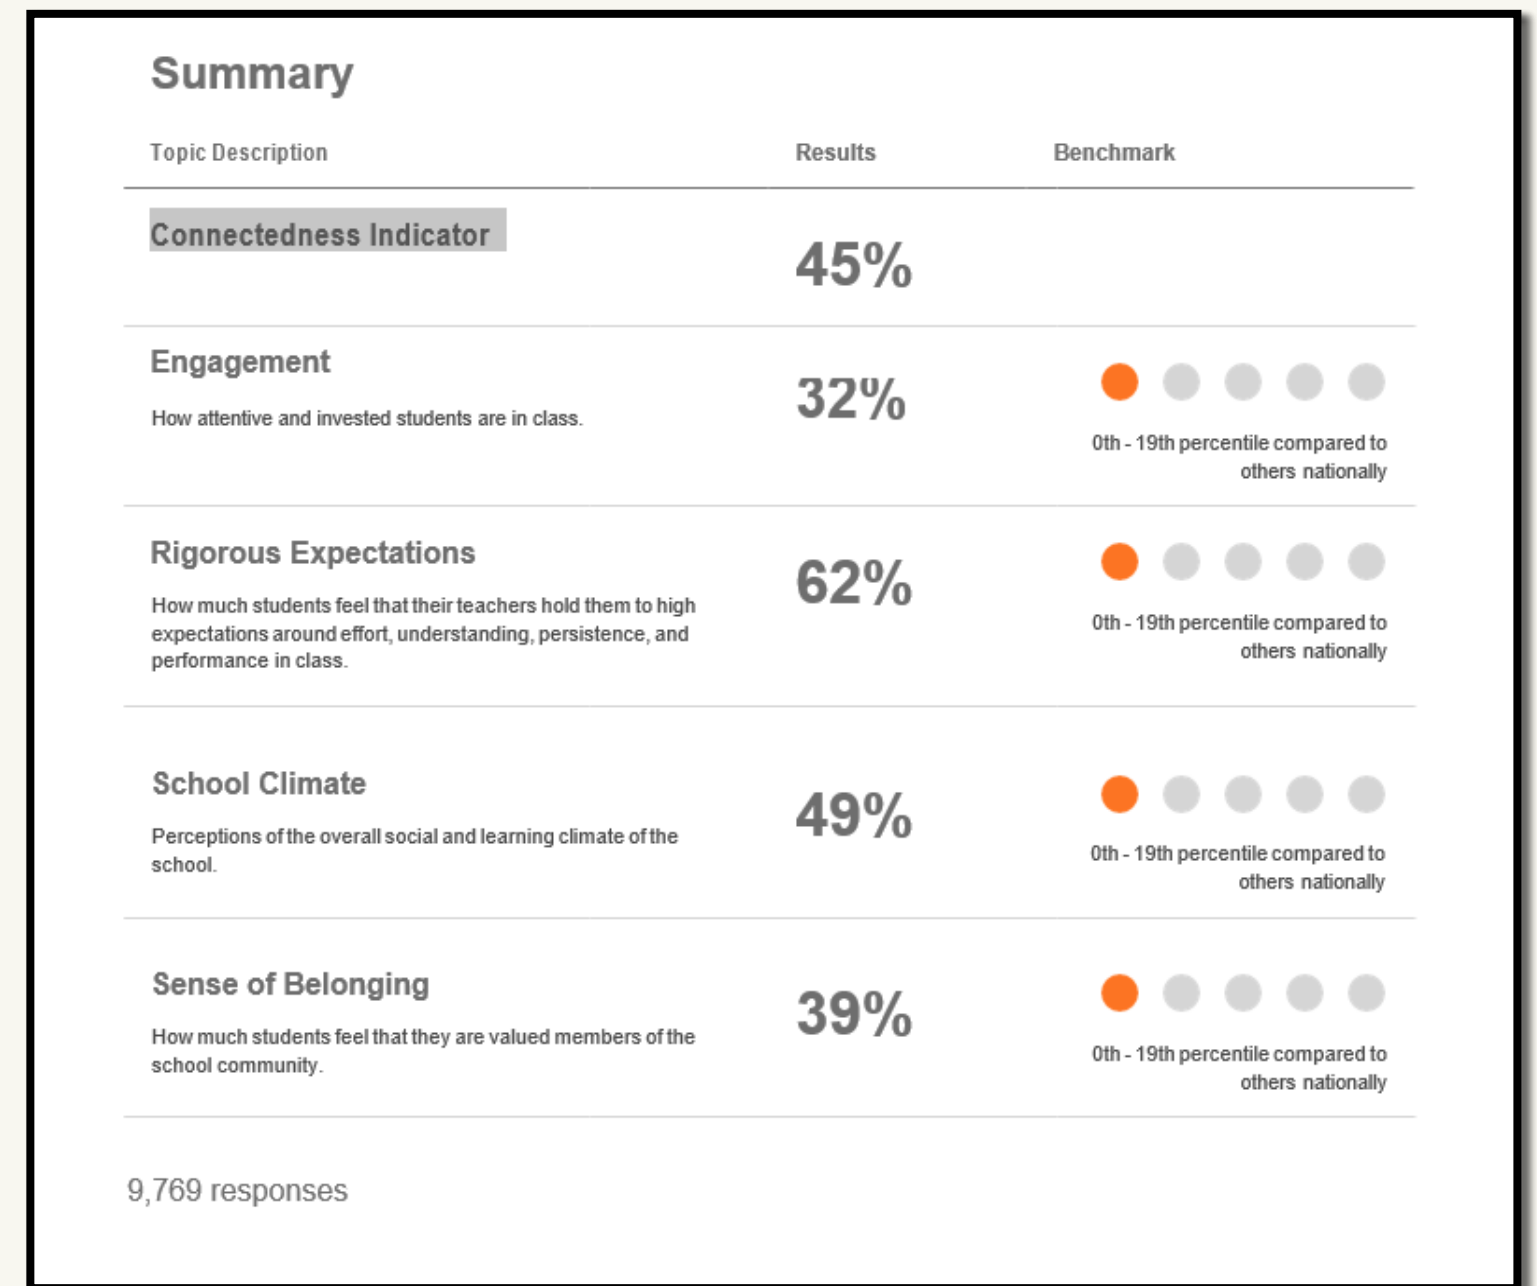 Summary
Topic Description Results Benchmark
Connectedness Indicator
45%
Engagement
32%
How attentive and invested students are in class.
0th - 19th percentile compared to
others nationally
Rigorous Expectations
62%
How much students feel that their teachers hold them to high
expectations around effort, understanding, persistence, and
performance in class.
0th - 19th percentile compared to
others nationally
School Climate
49%
Perceptions of the overall social and learning climate of the
school.
0th - 19th percentile compared to
others nationally
Sense of Belonging
39%
How much students feel that they are valued members of the
school community.
0th - 19th percentile compared to
others nationally
9,769 responses